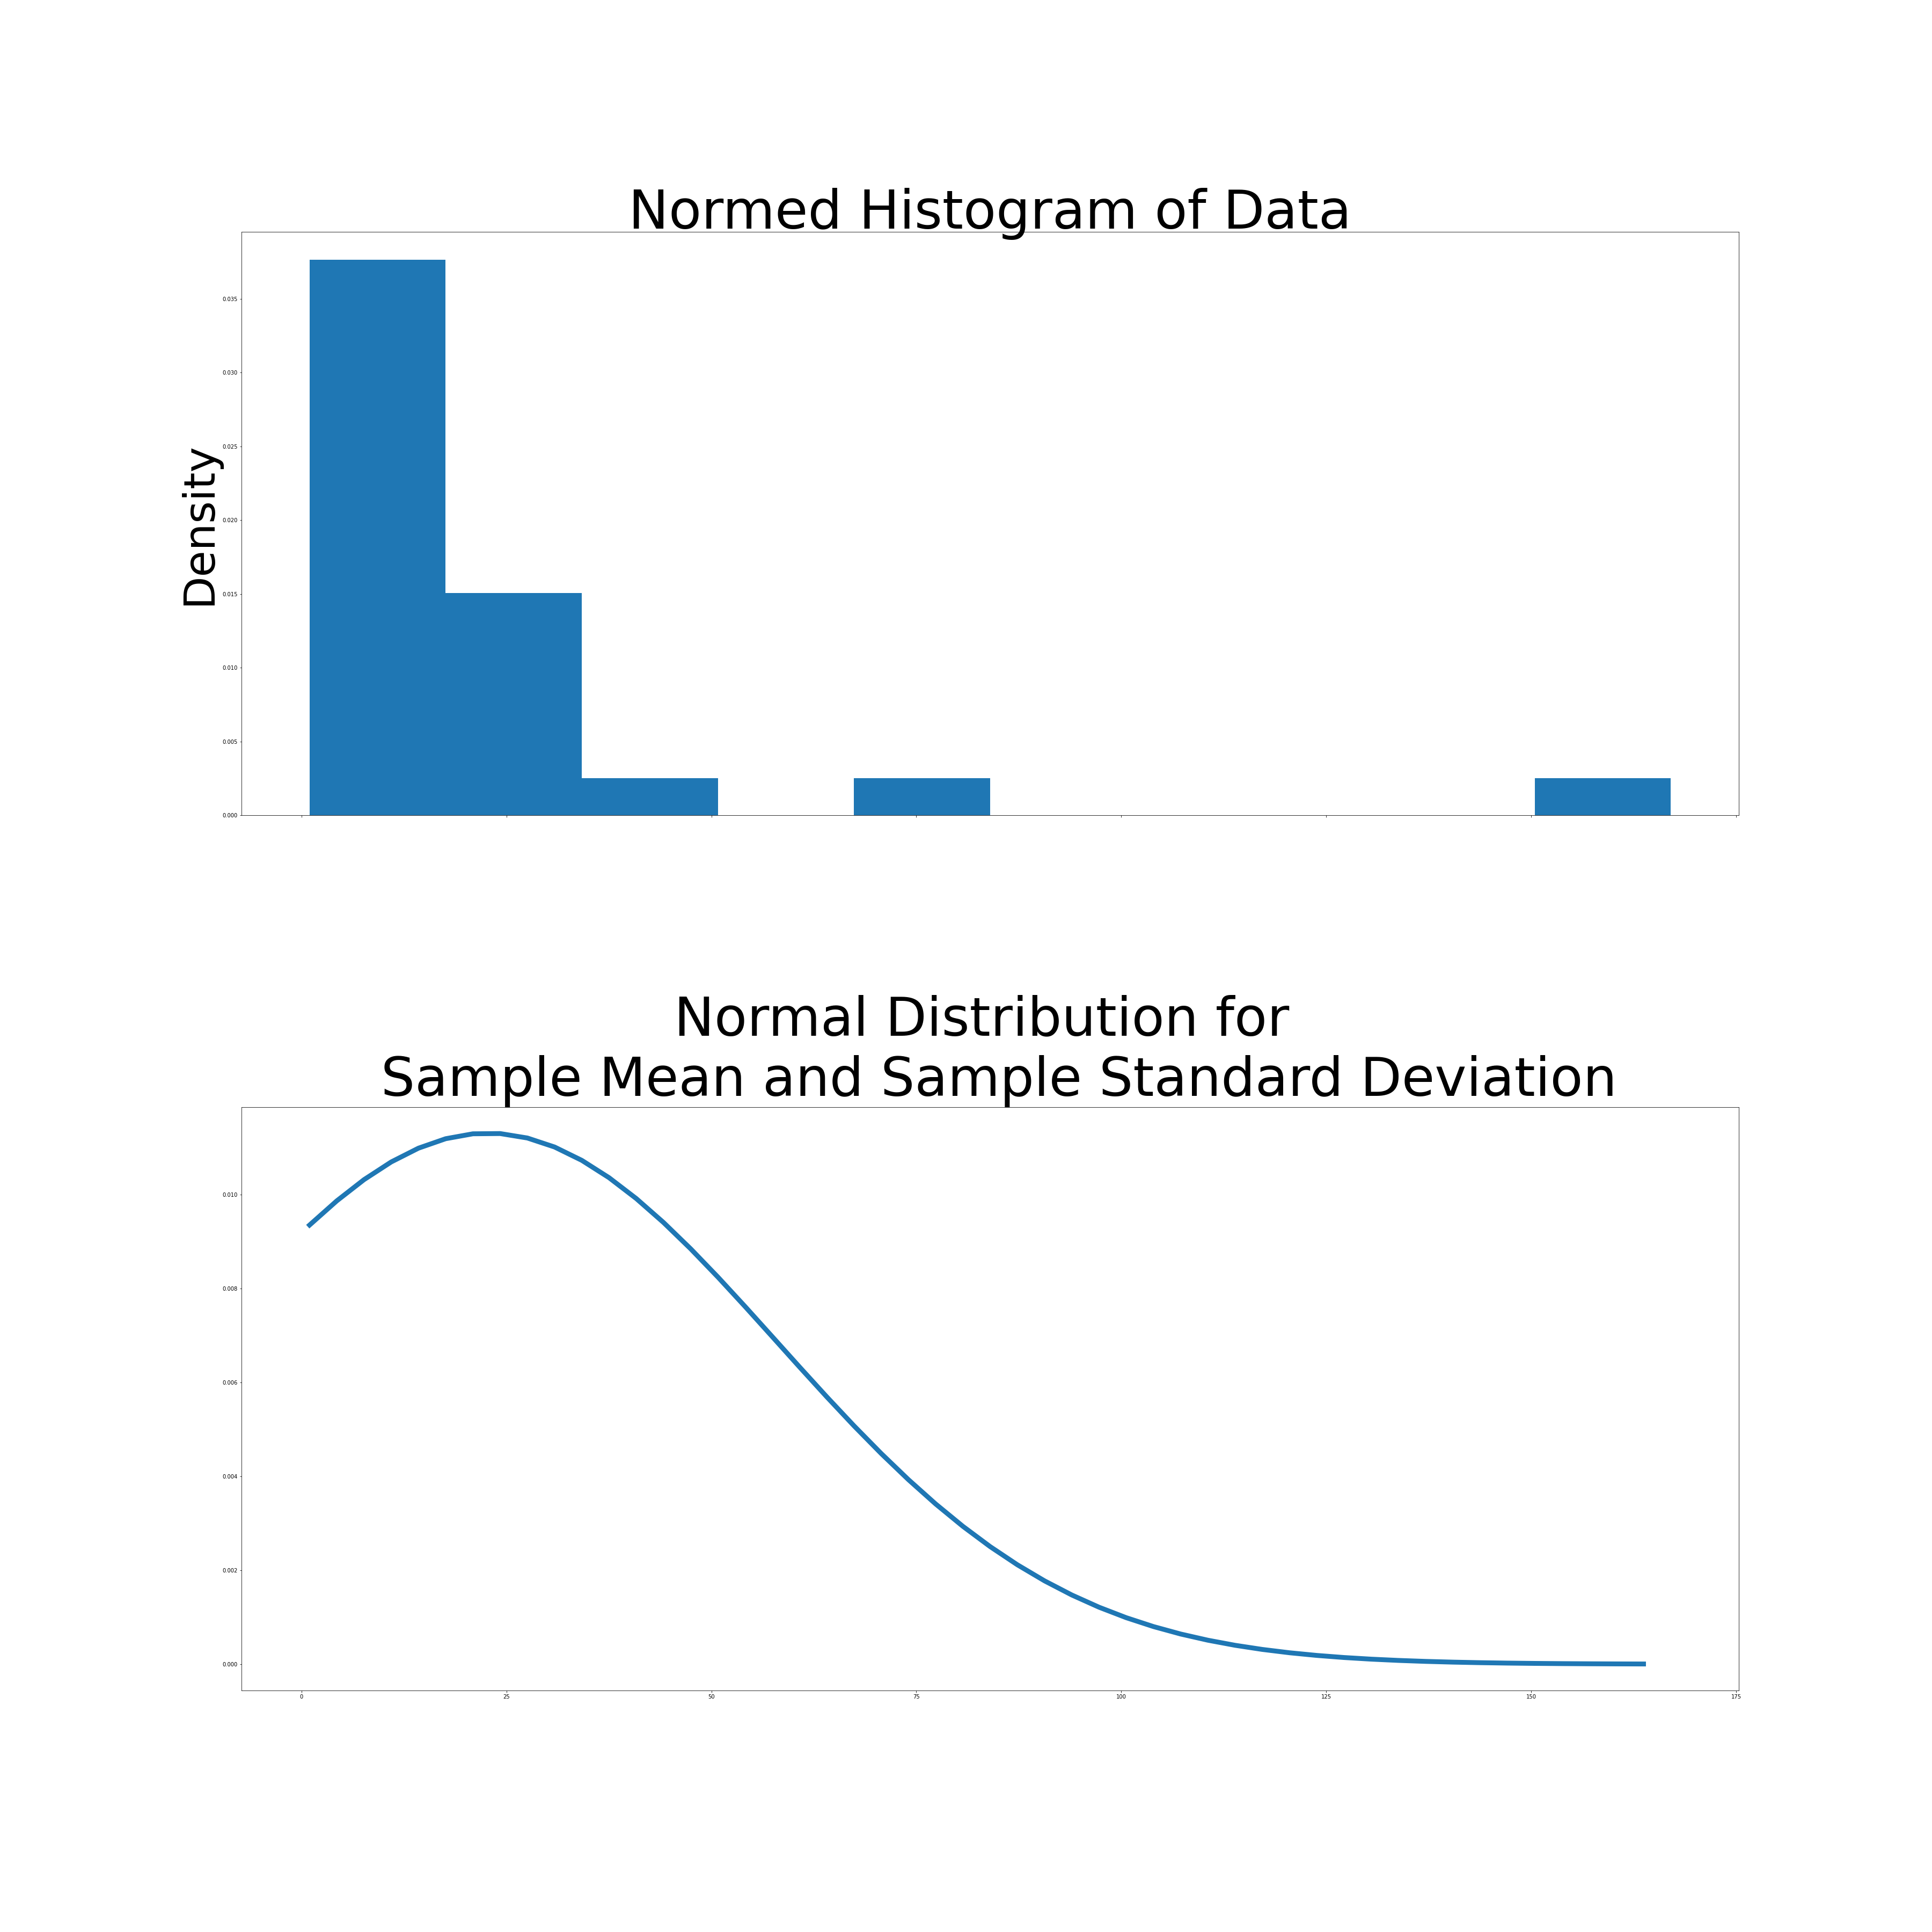 Normed Histogram of Data
Density
0.035
0.030
0.025
0.020
0.015
0.010
0.005
0.000
Normal Distribution for
Sample Mean and Sample Standard Deviation
0.010
0.008
0.006
0.004
0.002
0.000
0 25 50 75 100 125 150 175